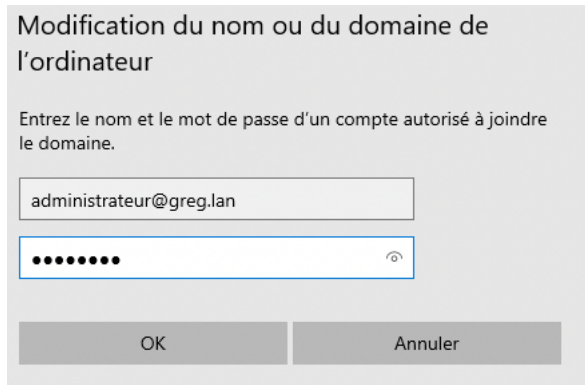 Modification du nom ou du domaine de
l'ordinateur
Entrez le nom et le mot de passe d'un compte autorisé à joindre
le domaine.
administrateur@greg.lan
●●●●●●●●
OK
Annuler